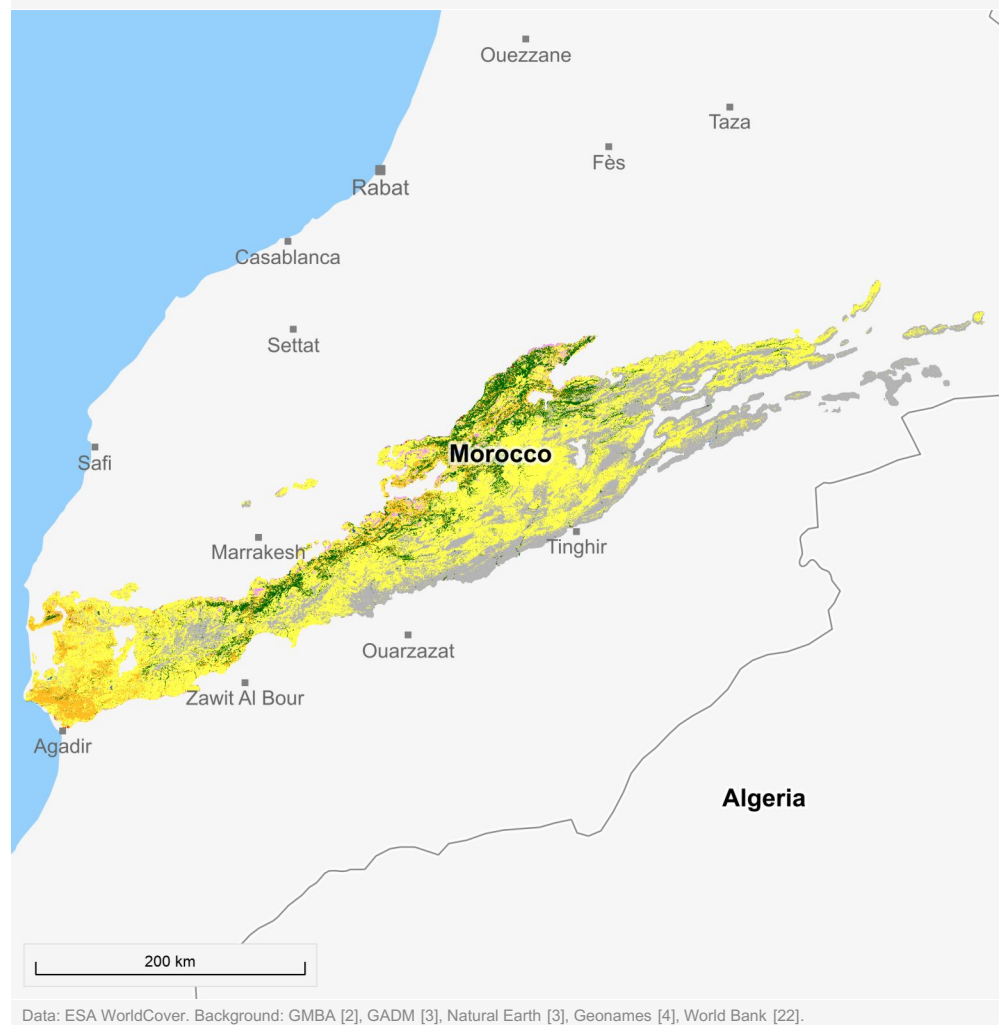 Ouezzane
Taza
Fès
Rabat
Casablanca
Settat
Safi
Morocco
Marrakesh
Tinghir
Ouarzazat
Zawit Al Bour
Agadir
Algeria
200 km
Data: ESA WorldCover. Background: GMBA [2], GADM [3], Natural Earth [3], Geonames [4], World Bank [22].